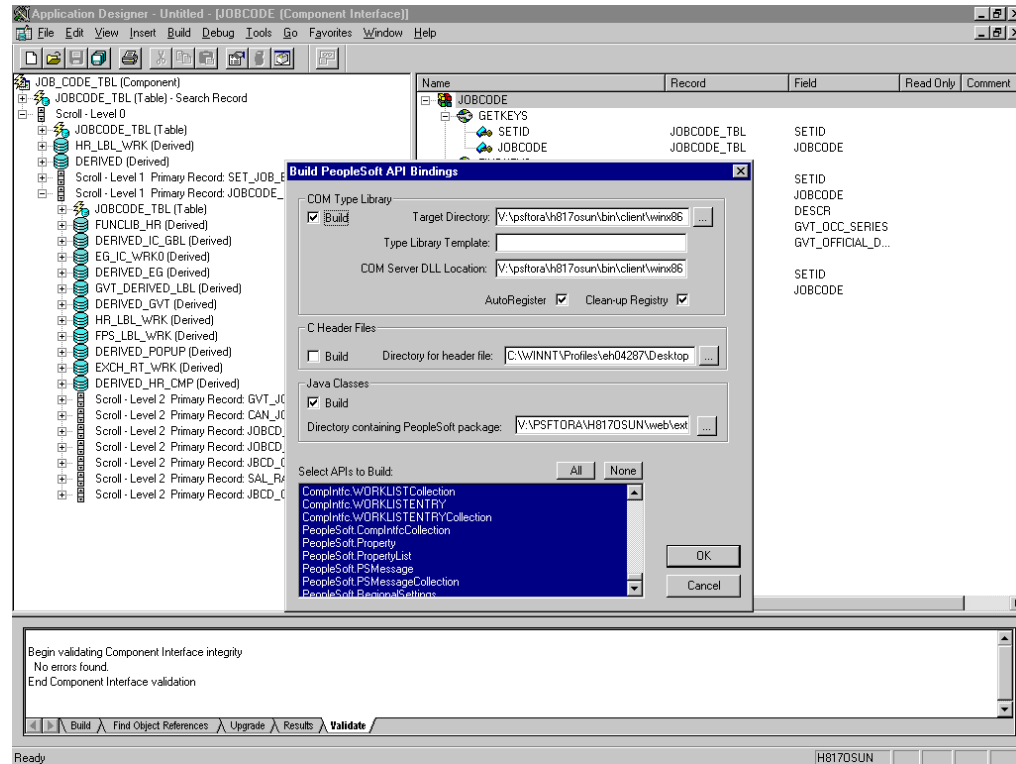 Application Designer - Untitled - [JOBCODE (Component Interface)]
File Edit View Insert Build Debug Tools Go Favorites Window Help
JOB_CODE_TBL (Component)
JOBCODE_TBL (Table) - Search Record
Scroll - Level 0
JOBCODE_TBL (Table)
HR_LBL_WRK (Derived)
DERIVED (Derived)
Scroll - Level 1 Primary Record: SET_JOB_
Scroll - Level 1 Primary Record: JOBCODE_
JOBCODE_TBL (Table)
FUNCLIB_HR (Derived)
DERIVED_IC_GBL (Derived)
EG_IC_WRK0 (Derived)
DERIVED_EG (Derived)
GVT_DERIVED_LBL (Derived)
DERIVED_GVT (Derived)
HR_LBL_WRK (Derived)
FPS_LBL_WRK (Derived)
DERIVED_POPUP (Derived)
EXCH_RT_WRK (Derived)
DERIVED_HR_CMP (Derived)
Scroll - Level 2 Primary Record: GVT_JO
Scroll - Level 2 Primary Record: CAN_JO
Scroll - Level 2 Primary Record: JOBCD_
Scroll - Level 2 Primary Record: JOBCD_
Scroll - Level 2 Primary Record: JBCD_
Scroll - Level 2 Primary Record: SAL_RA
Scroll - Level 2 Primary Record: JBCD_
Name Record Field Read Only Comment
JOBCODE
GETKEYS
SETID JOBCODE_TBL SETID
JOBCODE JOBCODE_TBL JOBCODE
SETID
JOBCODE
DESCR
GVT_OCC_SERIES
GVT_OFFICIAL_D...
SETID
JOBCODE
Build PeopleSoft API Bindings
COM Type Library
Build Target Directory: V:\psftora\h817osun\bin\client\winx86 ...
Type Library Template:
COM Server DLL Location: V:\psftora\h817osun\bin\client\winx86
AutoRegister Clean-up Registry
C Header Files
Build Directory for header file: C:\WINNT\Profiles\eh04287\Desktop ...
Java Classes
Build
Directory containing PeopleSoft package: V:\PSFTORA\H817OSUN\web\ext ...
Select APIs to Build: All None
CompIntfc.WORKLISTCollection
CompIntfc.WORKLISTENTRY
CompIntfc.WORKLISTENTRYCollection
PeopleSoft.CompIntfcCollection
PeopleSoft.Property
PeopleSoft.PropertyList
PeopleSoft.PSMessage
PeopleSoft.PSMessageCollection
PeopleSoft.RegionalSettings
OK
Cancel
Begin validating Component Interface integrity
No errors found.
End Component Interface validation
Build Find Object References Upgrade Results Validate
Ready H817OSUN